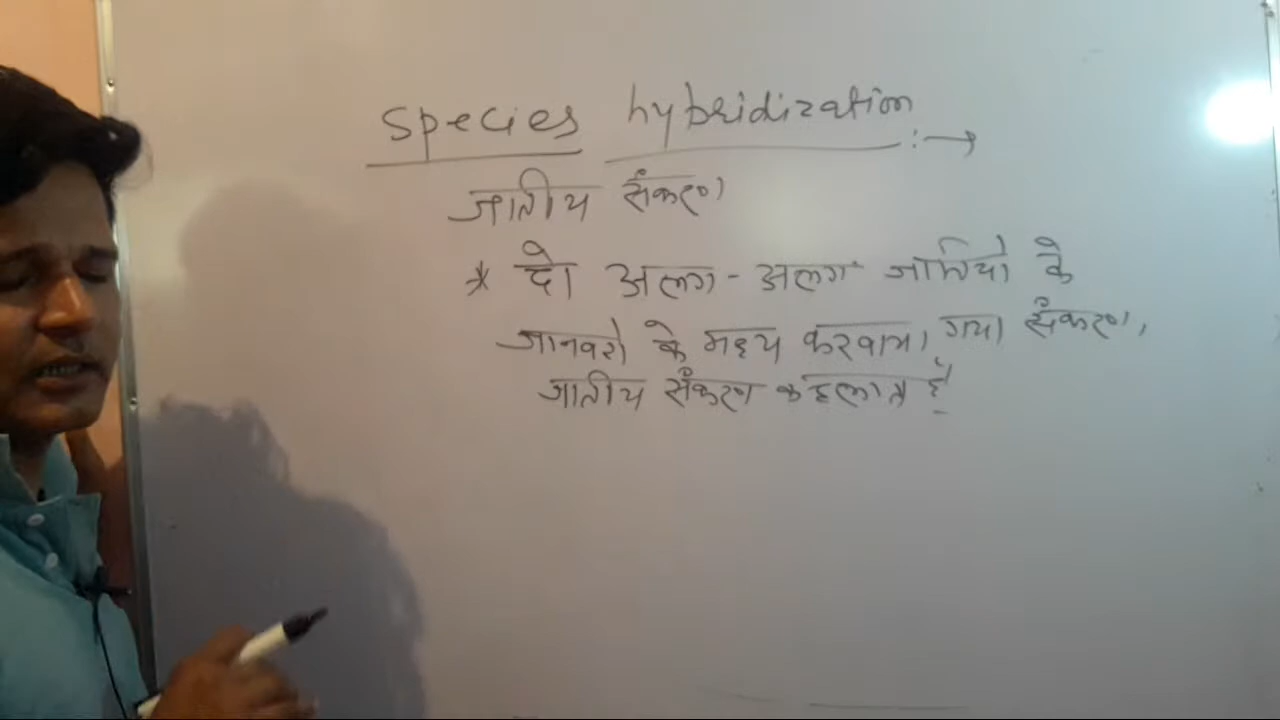 species hybridization :→
जातीय संकरण
* दो अलग-अलग जातियो के
जानवरो के मध्य करवाया गया संकरण,
जातीय संकरण कहलाता है